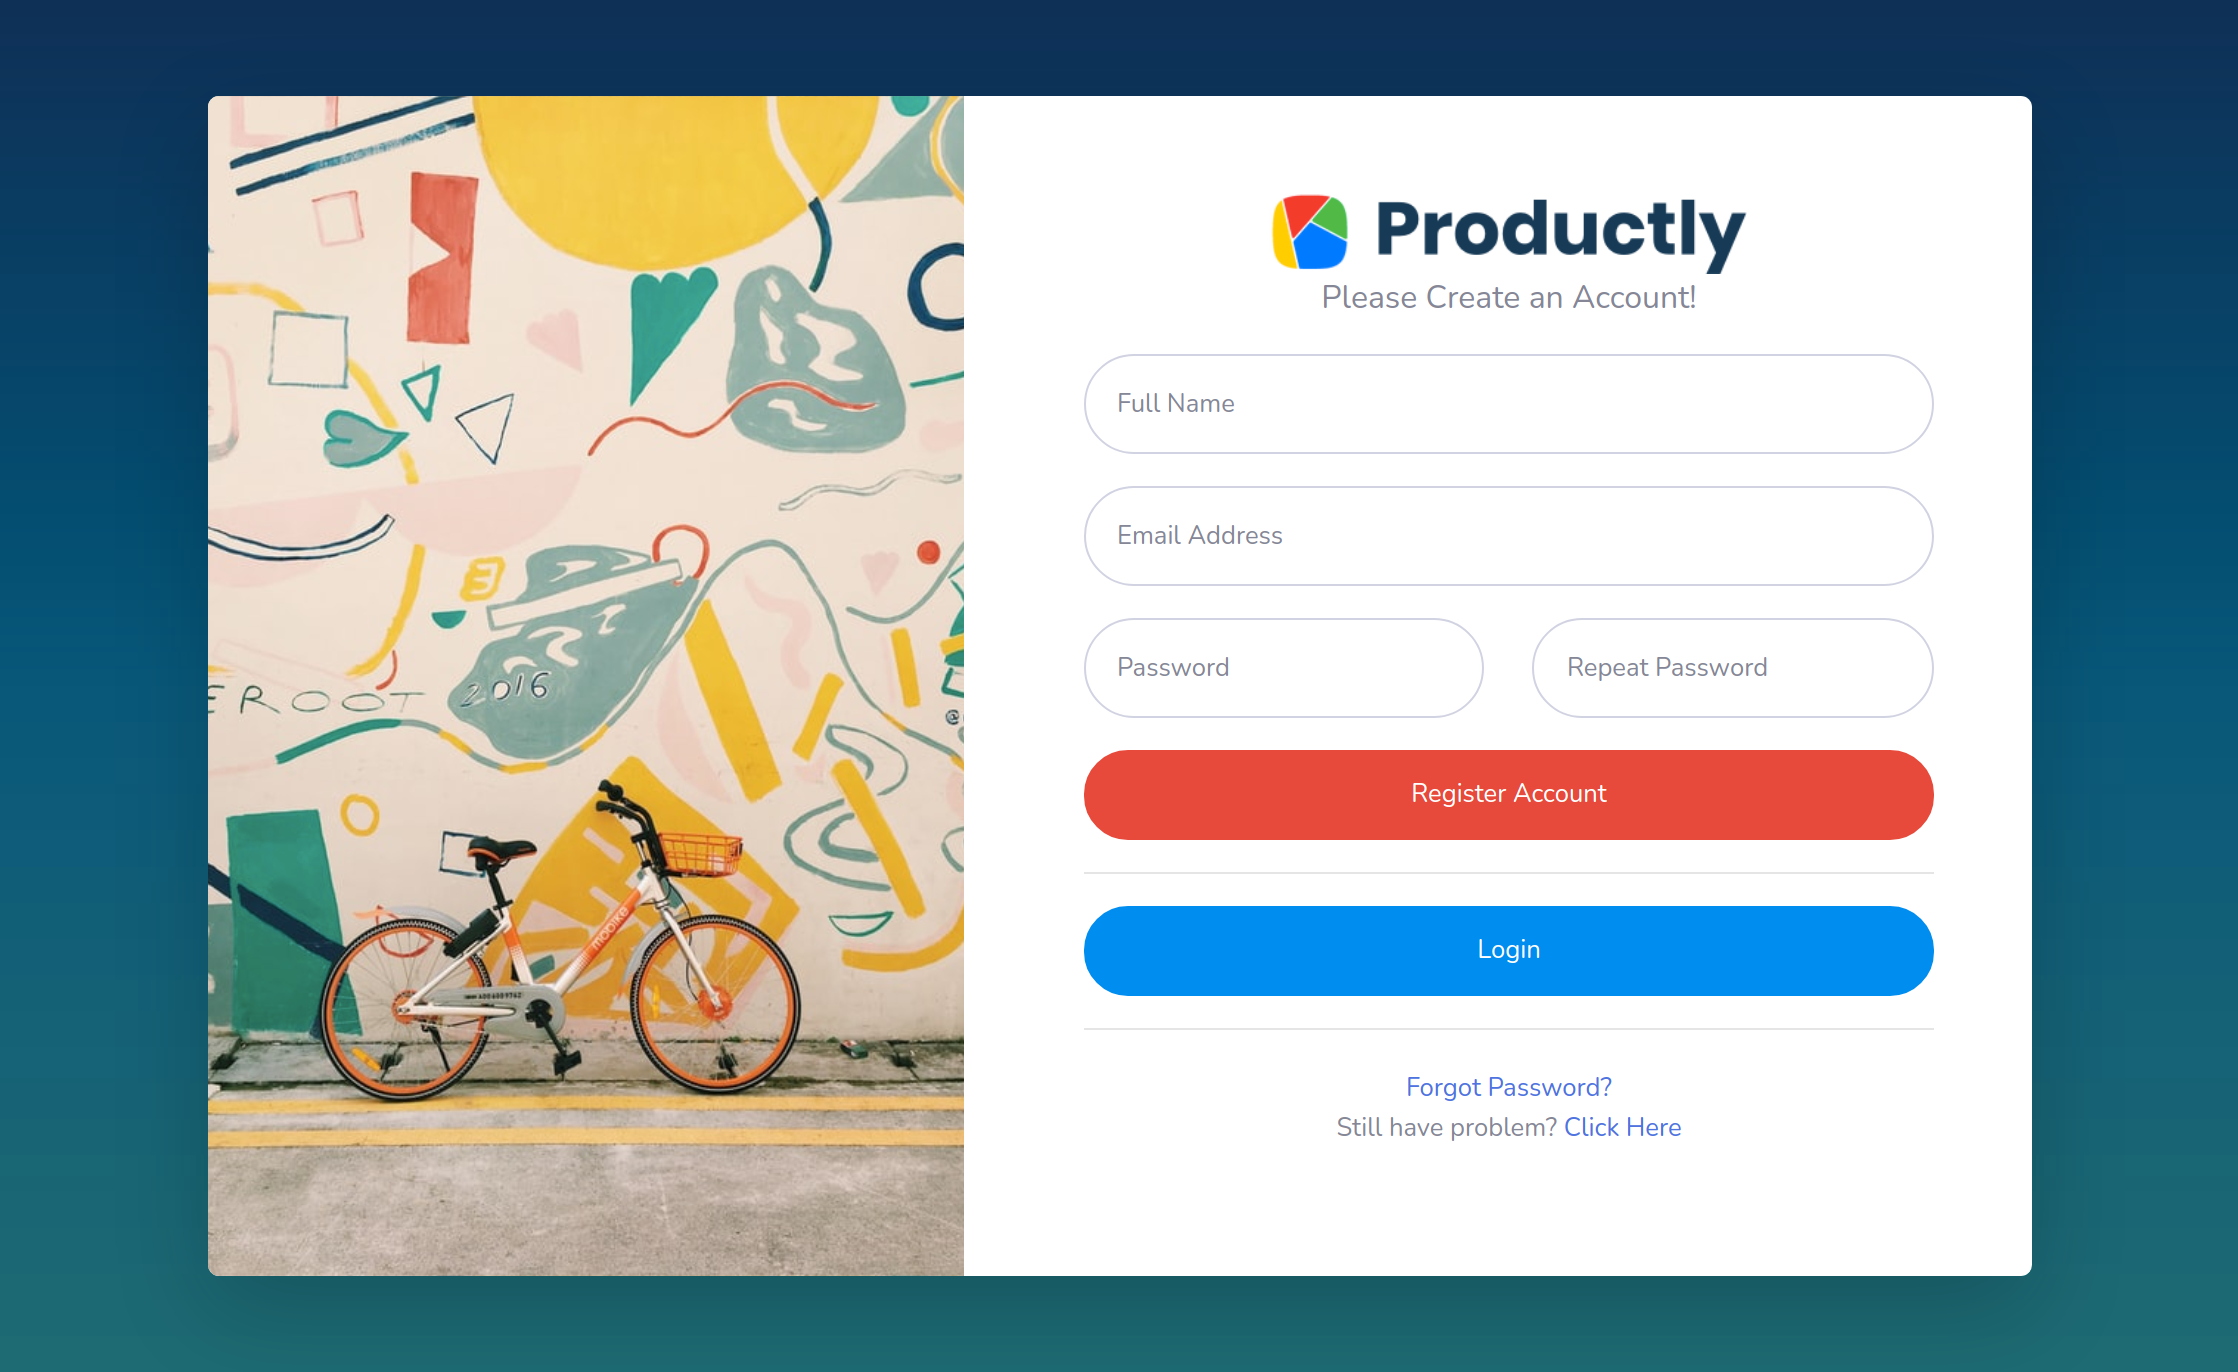 Productly
Please Create an Account!
Full Name
Email Address
Password
Repeat Password
Register Account
Login
Forgot Password?
Still have problem? Click Here
EROOT 2016
mobike